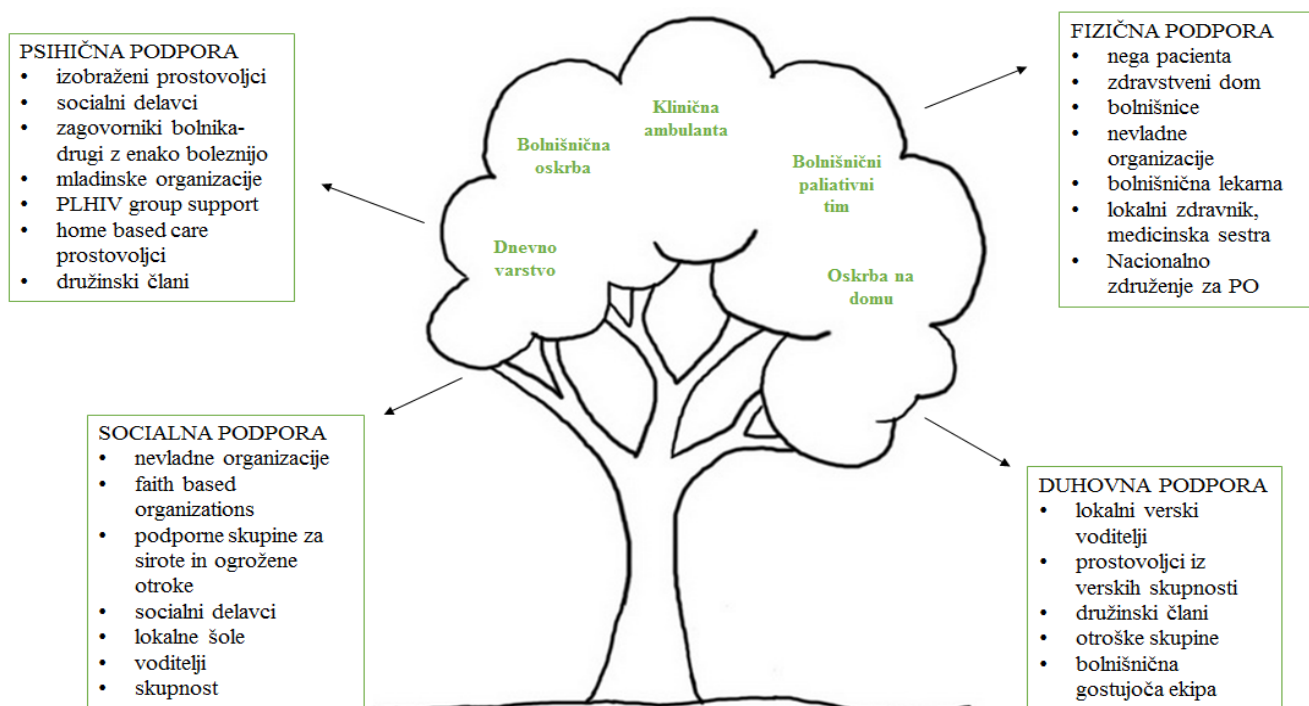 PSIHIČNA PODPORA
• izobraženi prostovoljci
• socialni delavci
• zagovorniki bolnika-
drugi z enako boleznijo
• mladinske organizacije
• PLHIV group support
• home based care
prostovoljci
• družinski člani
Klinična
ambulanta
Bolnišnična
oskrba
Bolnišnični
paliativni
tim
Dnevno
varstvo
Oskrba na
domu
FIZIČNA PODPORA
• nega pacienta
• zdravstveni dom
• bolnišnice
• nevladne
organizacije
• bolnišnična lekarna
• lokalni zdravnik,
medicinska sestra
• Nacionalno
združenje za PO
SOCIALNA PODPORA
• nevladne organizacije
• faith based
organizations
• podporne skupine za
sirote in ogrožene
otroke
• socialni delavci
• lokalne šole
• voditelji
• skupnost
DUHOVNA PODPORA
• lokalni verski
voditelji
• prostovoljci iz
verskih skupnosti
• družinski člani
• otroške skupine
• bolnišnična
gostujoča ekipa